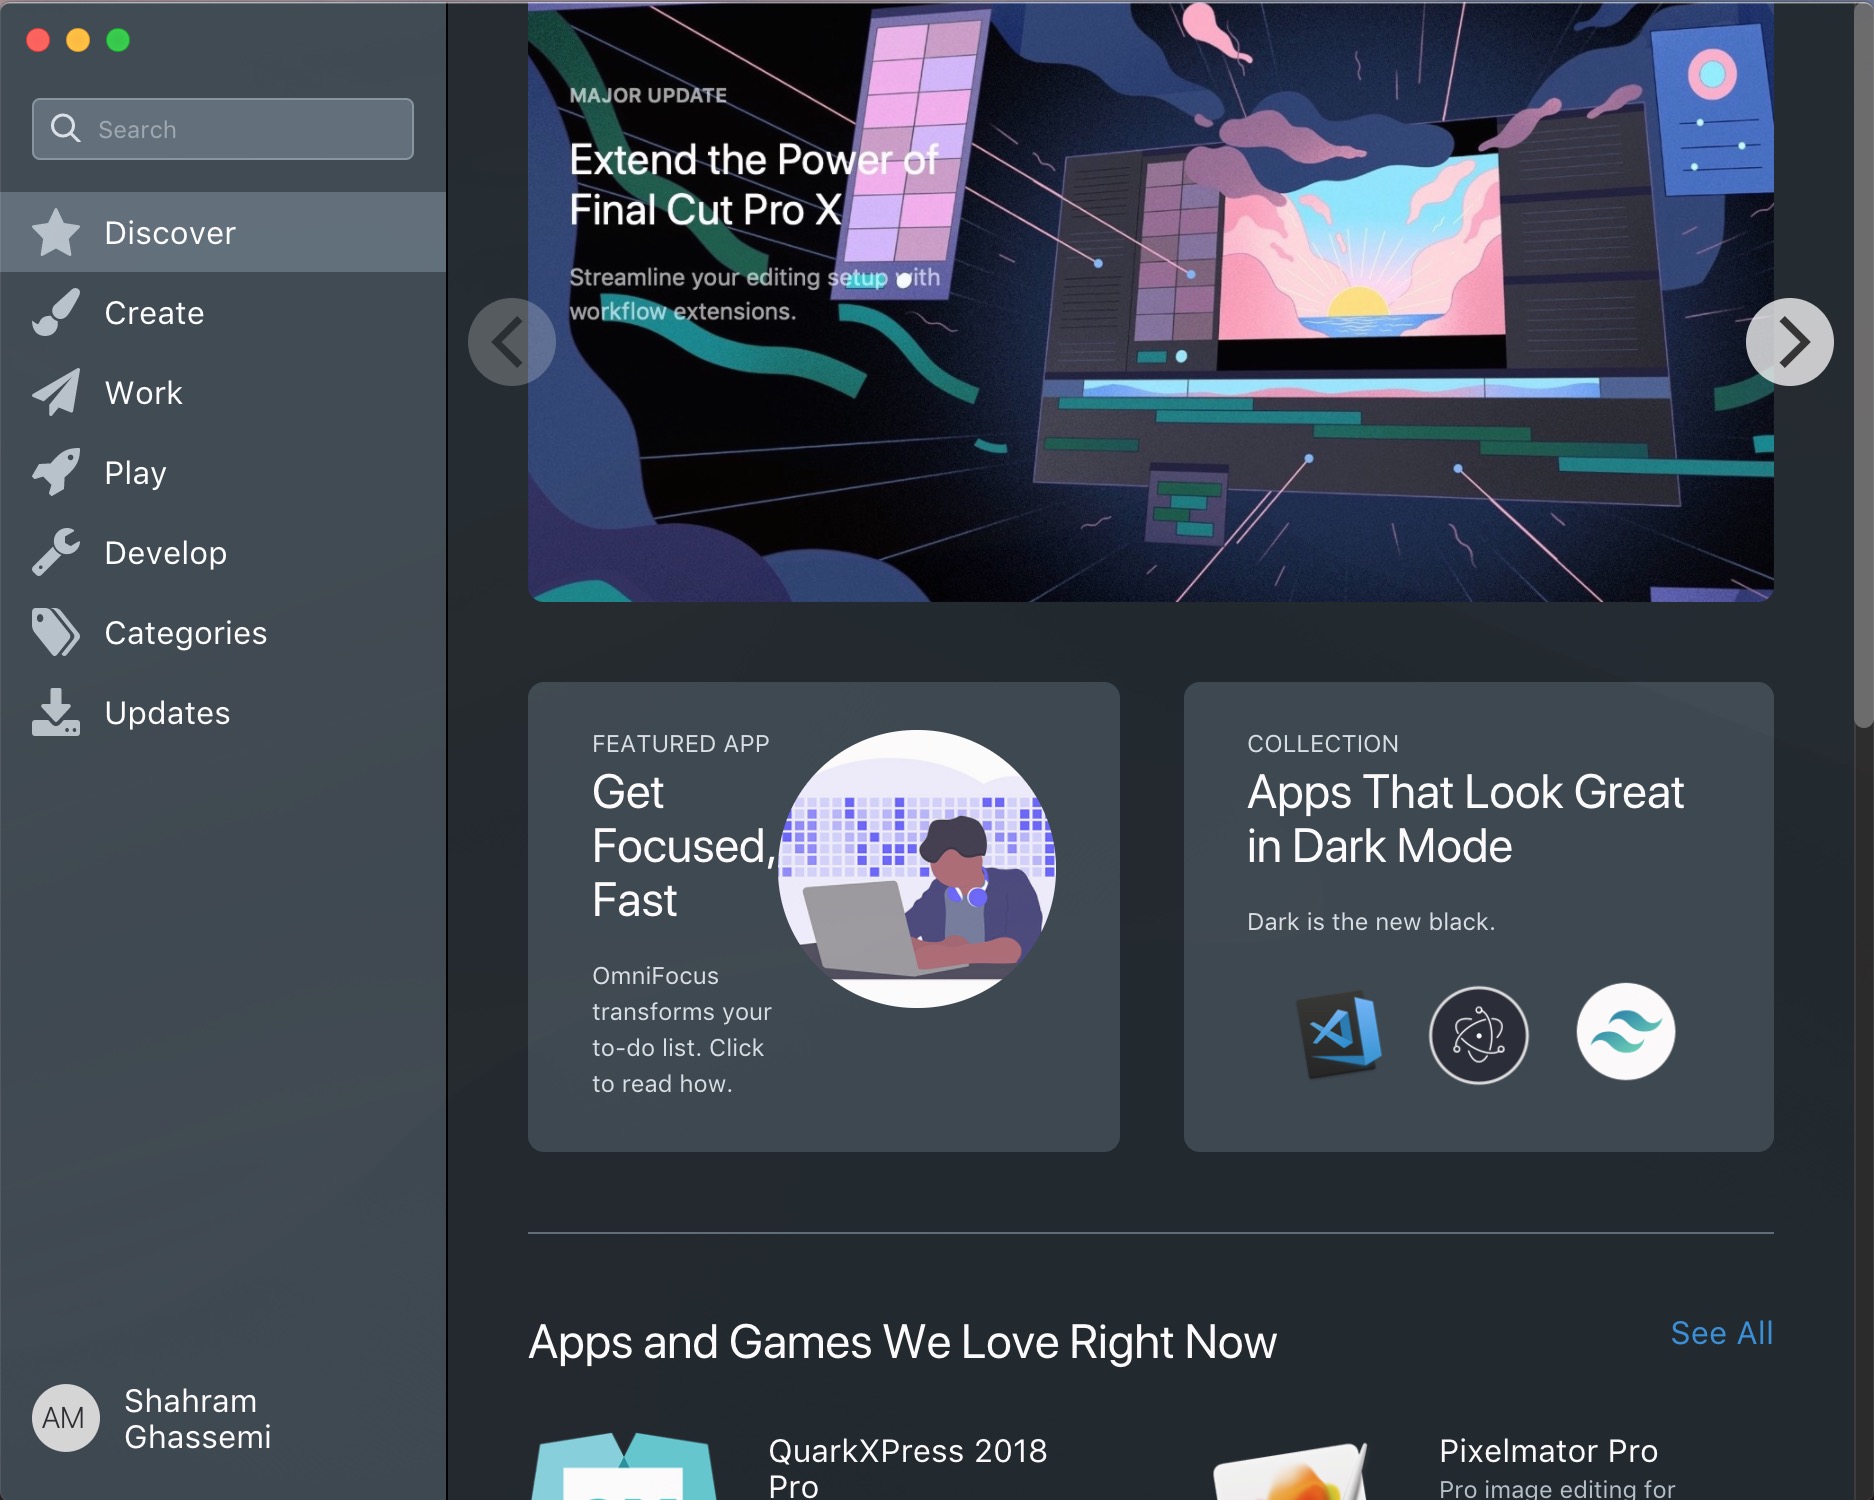 Search
Discover
Create
Work
Play
Develop
Categories
Updates
AM
Shahram
Ghassemi
MAJOR UPDATE
Extend the Power of
Final Cut Pro X
Streamline your editing setup with
workflow extensions.
FEATURED APP
Get
Focused,
Fast
OmniFocus
transforms your
to-do list. Click
to read how.
COLLECTION
Apps That Look Great
in Dark Mode
Dark is the new black.
Apps and Games We Love Right Now
See All
QuarkXPress 2018
Pro
Pixelmator Pro
Pro image editing for